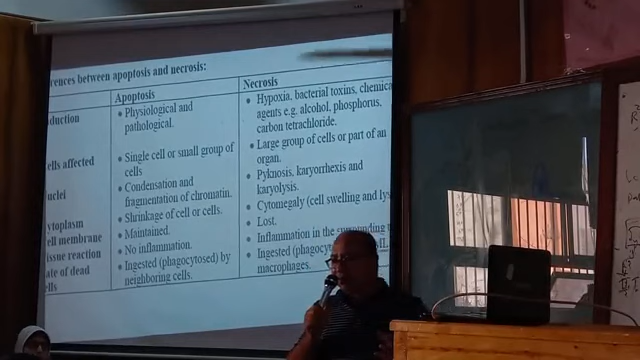 rences between apoptosis and necrosis:
Apoptosis
Necrosis
duction
Physiological and
pathological.
Hypoxia, bacterial toxins, chemica
agents e.g. alcohol, phosphorus,
carbon tetrachloride.
ells affected
Single cell or small group of
cells
Large group of cells or part of an
organ.
uclei
Condensation and
fragmentation of chromatin.
Pyknosis, karyorrhexis and
karyolysis.
ytoplasm
Shrinkage of cell or cells.
Cytomegaly (cell swelling and lys
ell membrane
Maintained.
Lost.
issue reaction
No inflammation.
Inflammation in the surrounding
ate of dead
ells
Ingested (phagocytosed) by
neighboring cells.
Ingested (phagocy
macrophages.